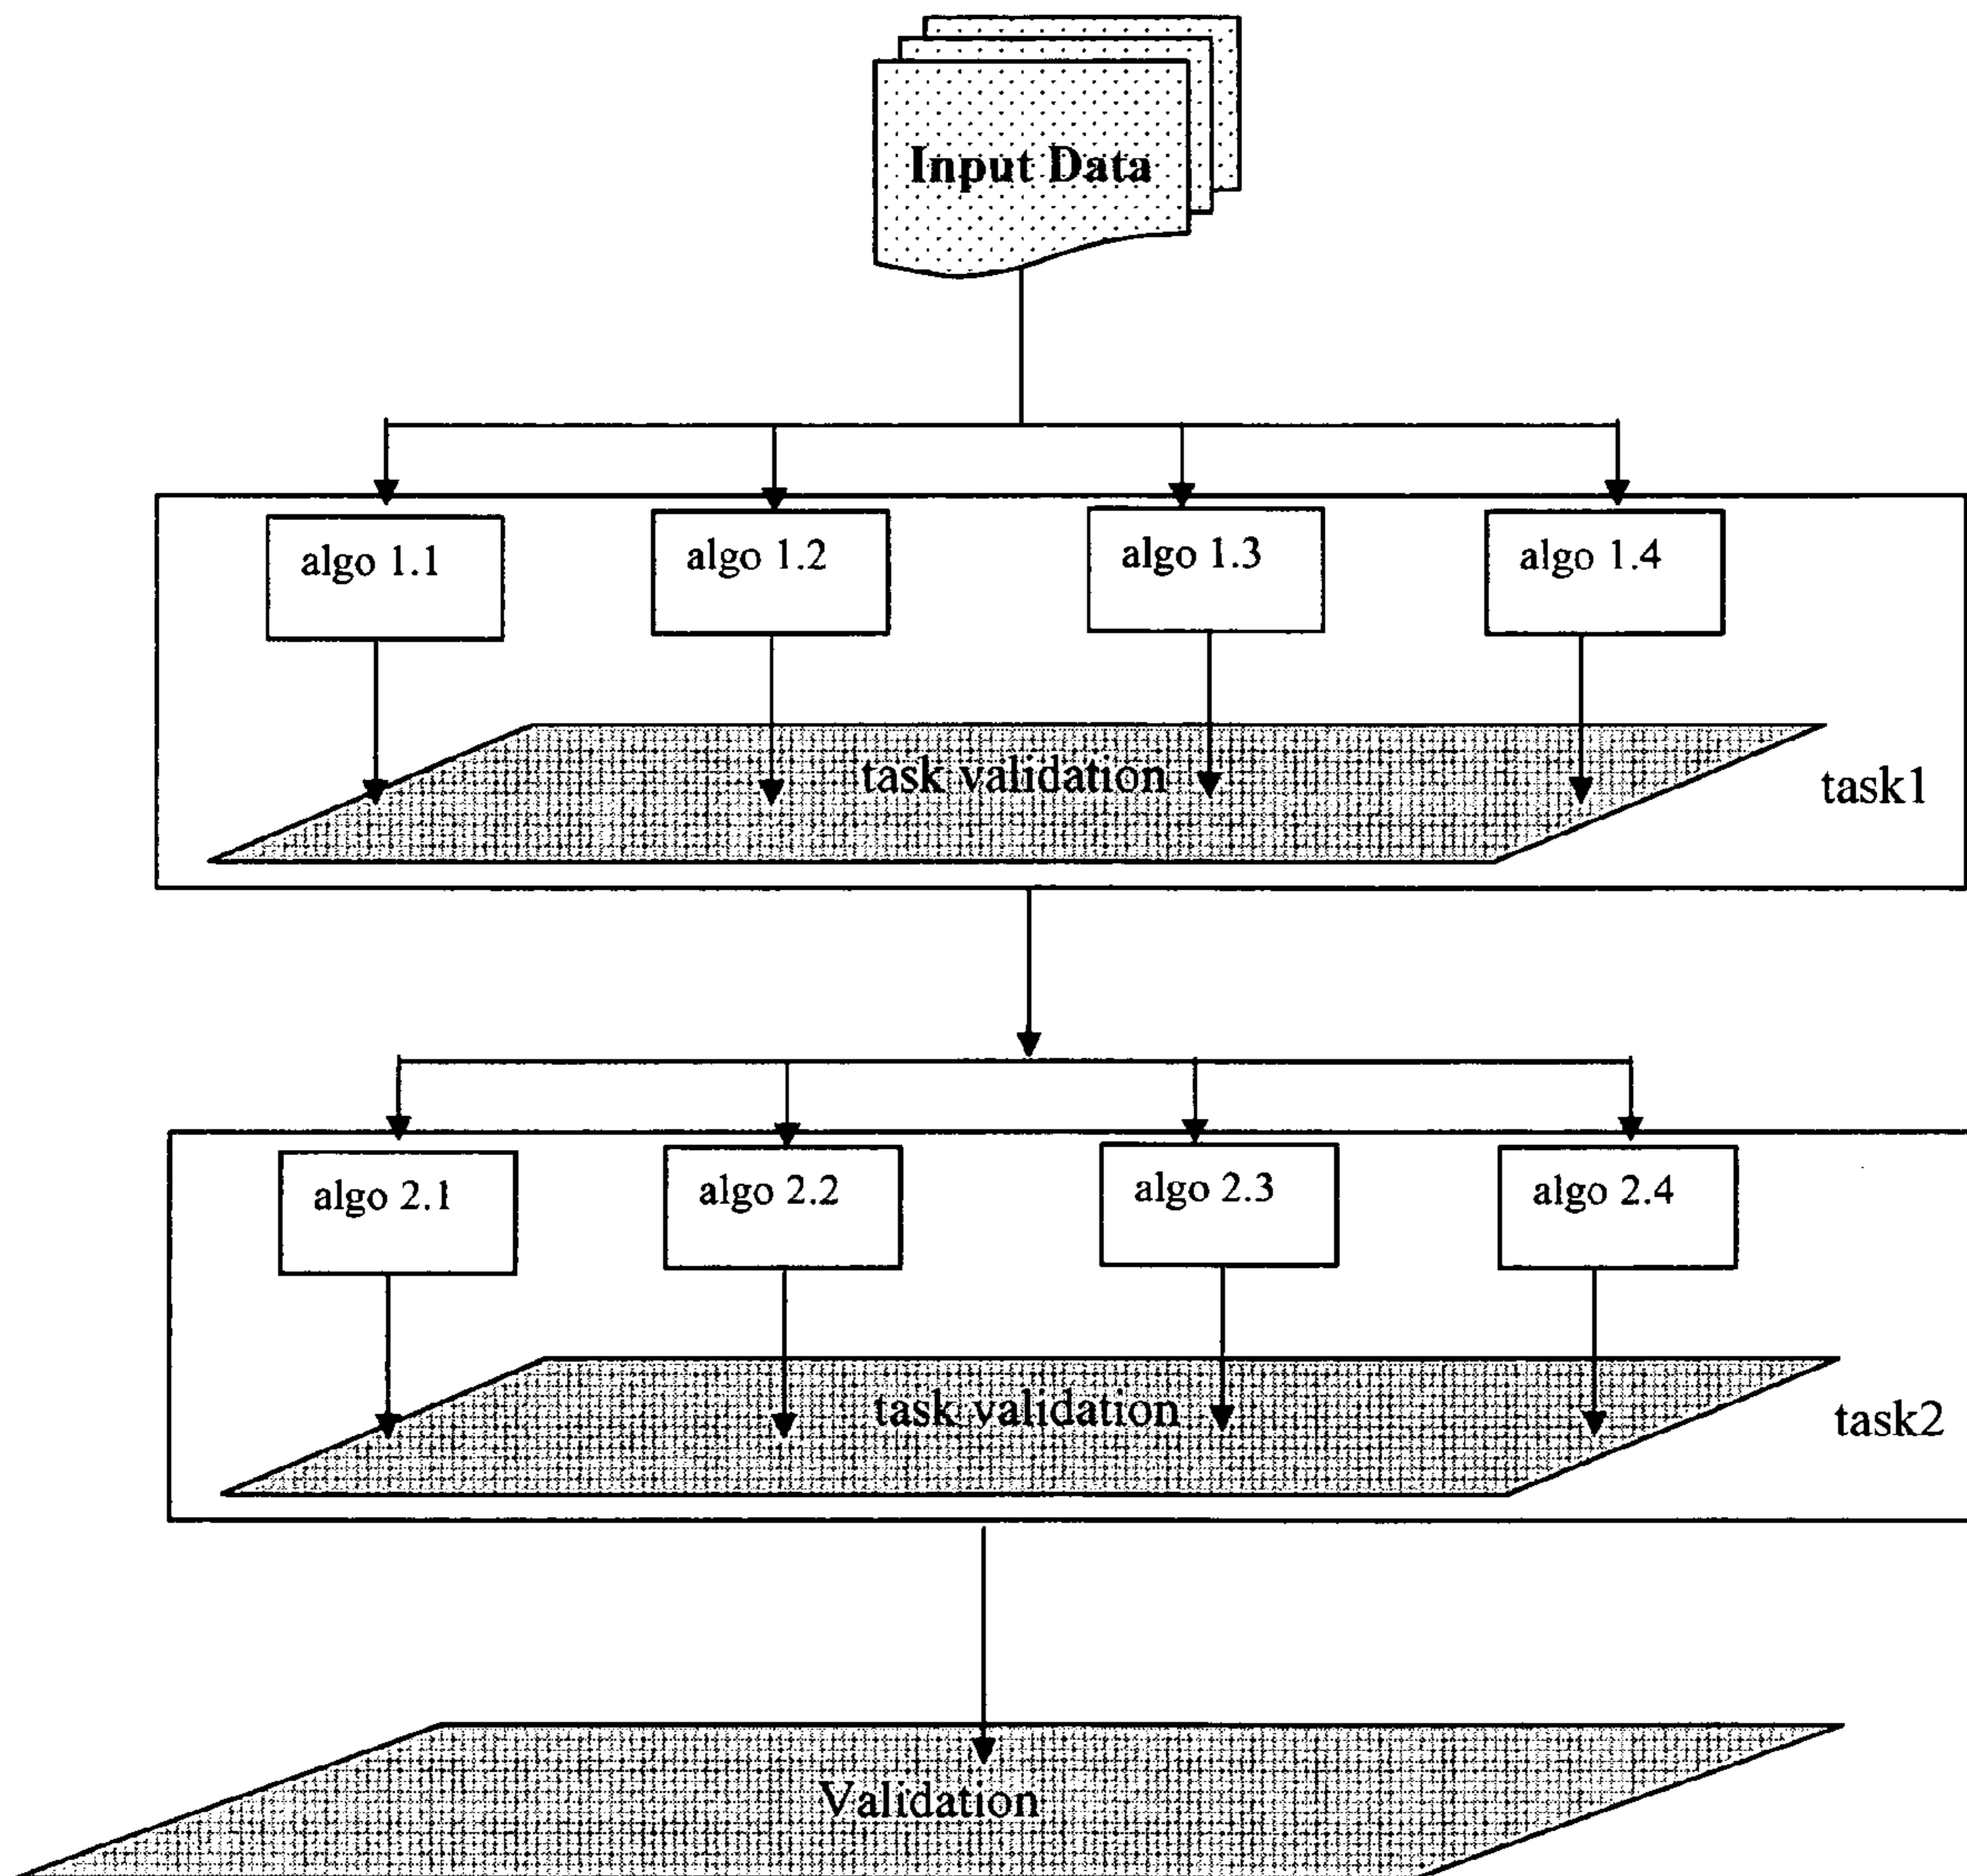 Input Data
algo 1.1
algo 1.2
algo 1.3
algo 1.4
task validation
task1
algo 2.1
algo 2.2
algo 2.3
algo 2.4
task validation
task2
Validation